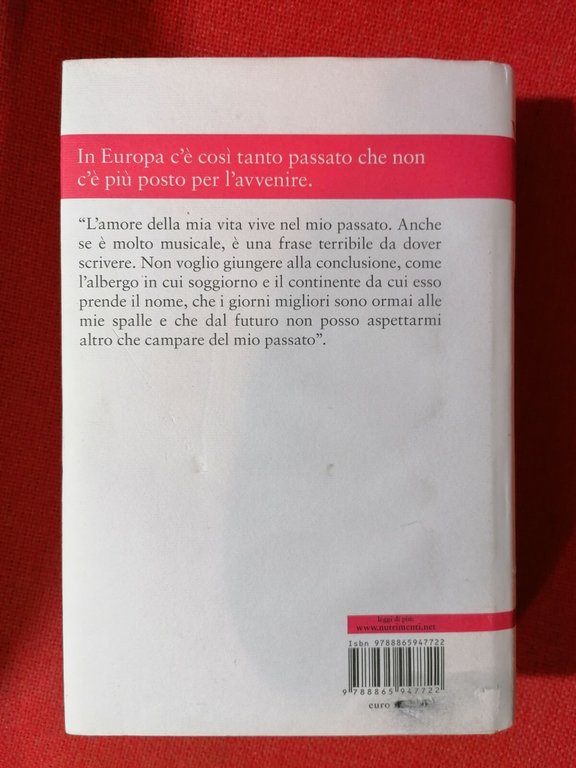 In Europa c'è così tanto passato che non
c'è più posto per l'avvenire.
“L'amore della mia vita vive nel mio passato. Anche
se è molto musicale, è una frase terribile da dover
scrivere. Non voglio giungere alla conclusione, come
l'albergo in cui soggiorno e il continente da cui esso
prende il nome, che i giorni migliori sono ormai alle
mie spalle e che dal futuro non posso aspettarmi
altro che campare del mio passato”.
leggi di più:
www.nutrimenti.net
Isbn 9788865947722
9 788865 947722
euro